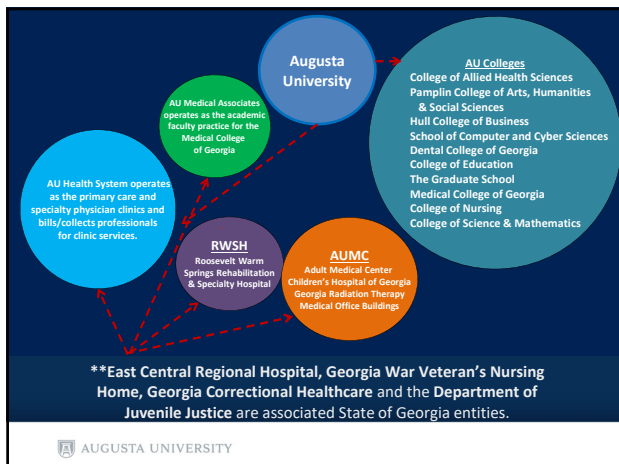 Augusta
University
AU Colleges
College of Allied Health Sciences
Pamplin College of Arts, Humanities
& Social Sciences
Hull College of Business
School of Computer and Cyber Sciences
Dental College of Georgia
College of Education
The Graduate School
Medical College of Georgia
College of Nursing
College of Science & Mathematics
AU Medical Associates
operates as the academic
faculty practice for the
Medical College
of Georgia
AU Health System operates
as the primary care and
specialty physician clinics and
bills/collects professionals
for clinic services.
RWSH
Roosevelt Warm
Springs Rehabilitation
& Specialty Hospital
AUMC
Adult Medical Center
Children's Hospital of Georgia
Georgia Radiation Therapy
Medical Office Buildings
**East Central Regional Hospital, Georgia War Veteran's Nursing
Home, Georgia Correctional Healthcare and the Department of
Juvenile Justice are associated State of Georgia entities.
AUGUSTA UNIVERSITY